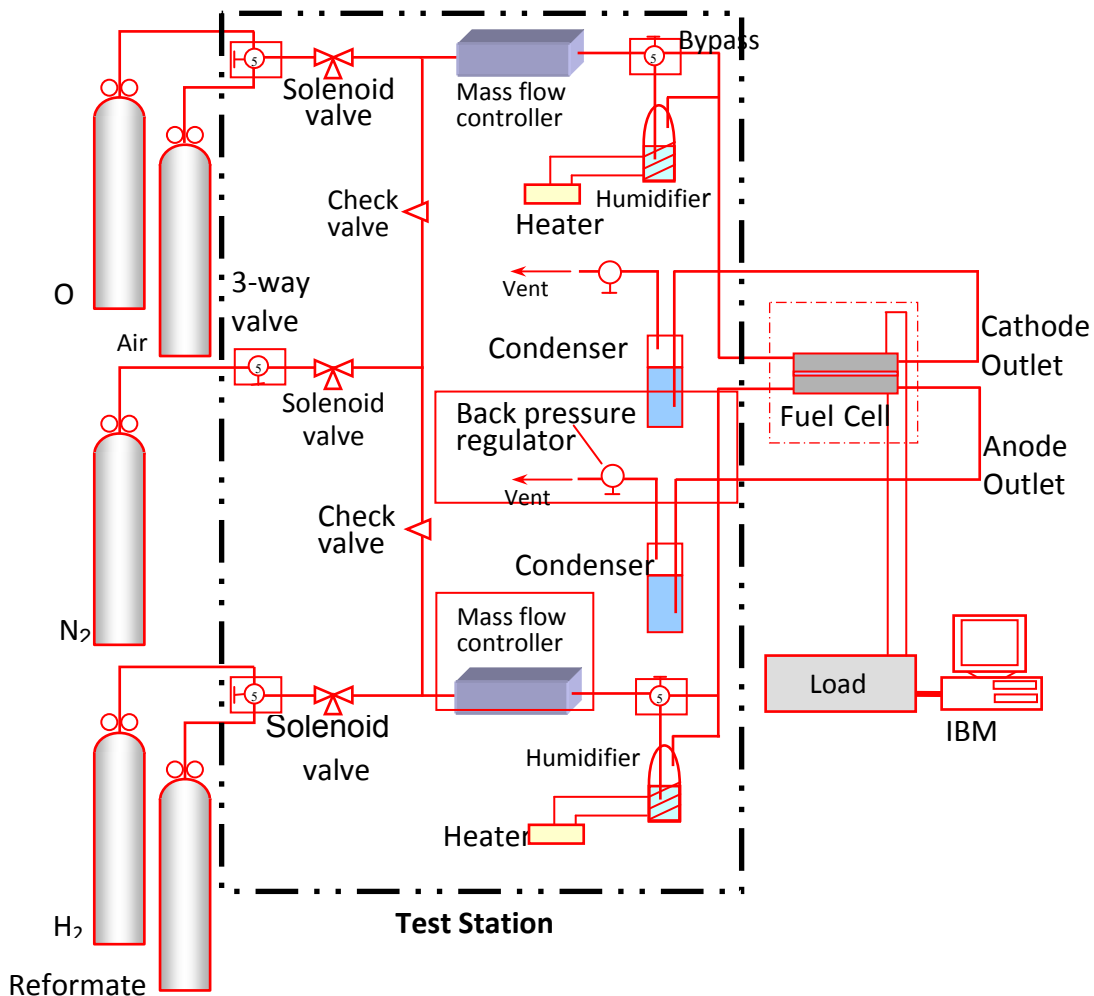 Bypass
5
5
Solenoid
valve
Mass flow
controller
Humidifier
Heater
Check
valve
O
3-way
valve
Air
Vent
Condenser
Cathode
Outlet
5
Solenoid
valve
Fuel Cell
Back pressure
regulator
Anode
Outlet
Vent
Check
valve
Condenser
N2
Mass flow
controller
5
5
Load
Solenoid
valve
IBM
Humidifier
Heater
H2
Test Station
Reformate